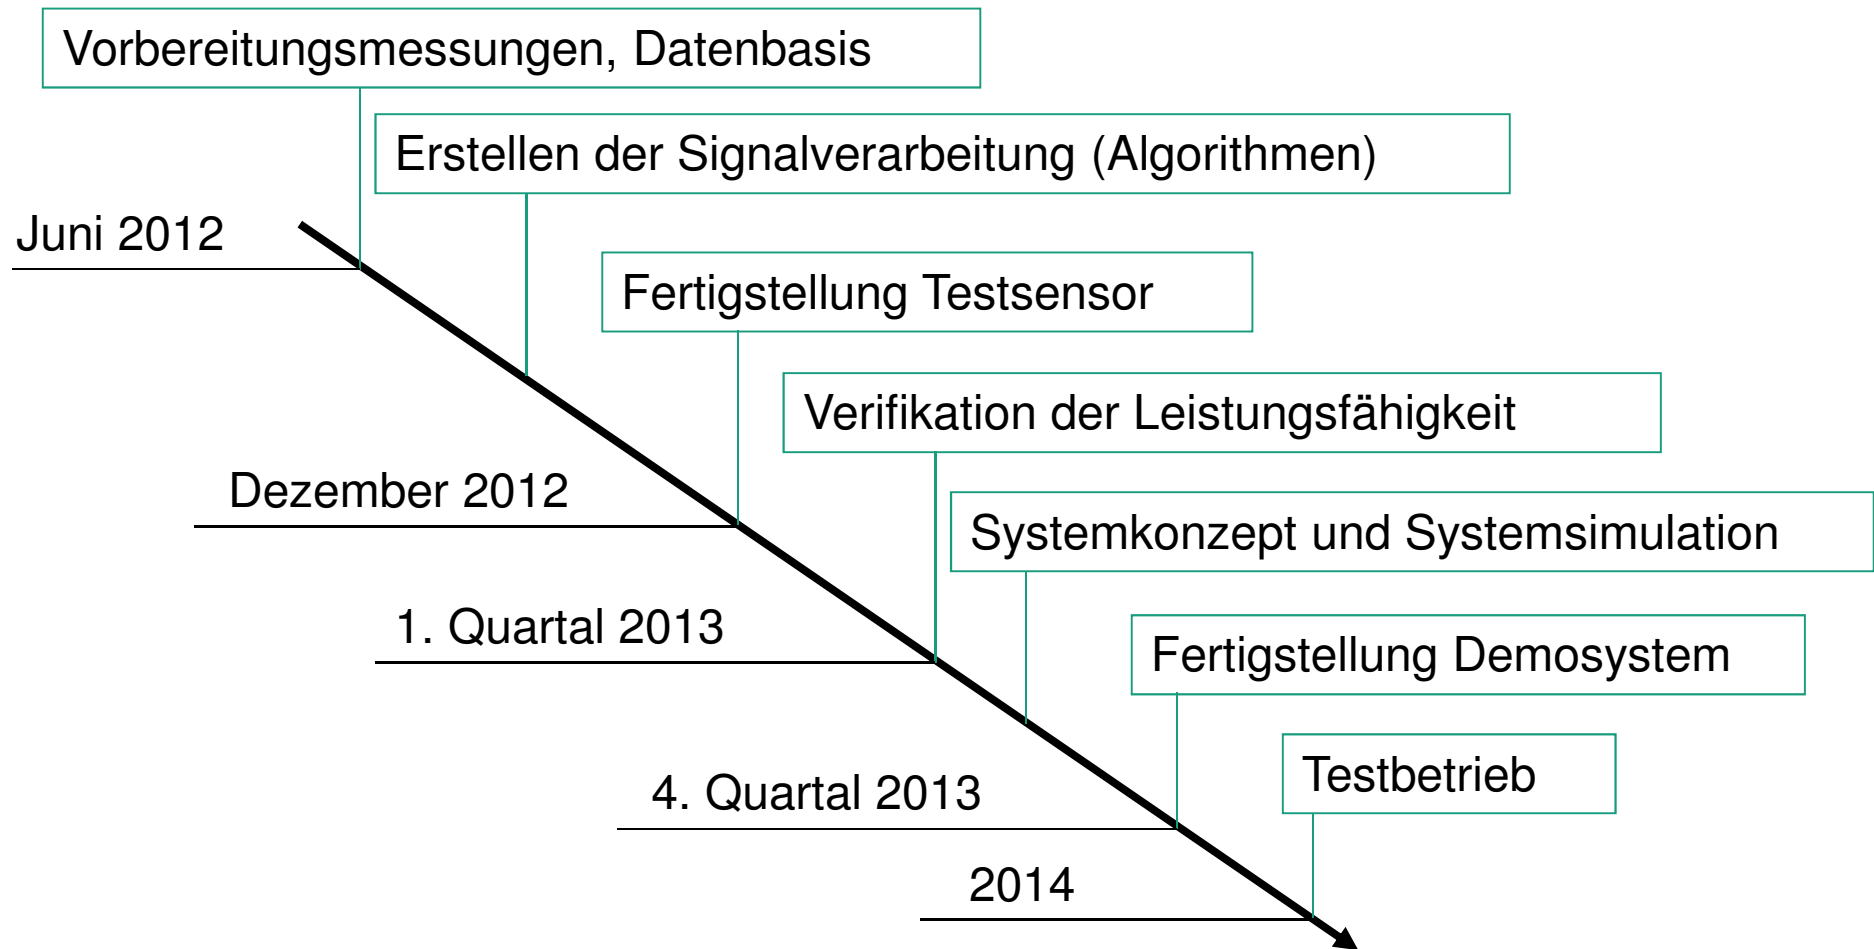 Vorbereitungsmessungen, Datenbasis
Erstellen der Signalverarbeitung (Algorithmen)
Juni 2012
Fertigstellung Testsensor
Verifikation der Leistungsfähigkeit
Dezember 2012
Systemkonzept und Systemsimulation
1. Quartal 2013
Fertigstellung Demosystem
Testbetrieb
4. Quartal 2013
2014